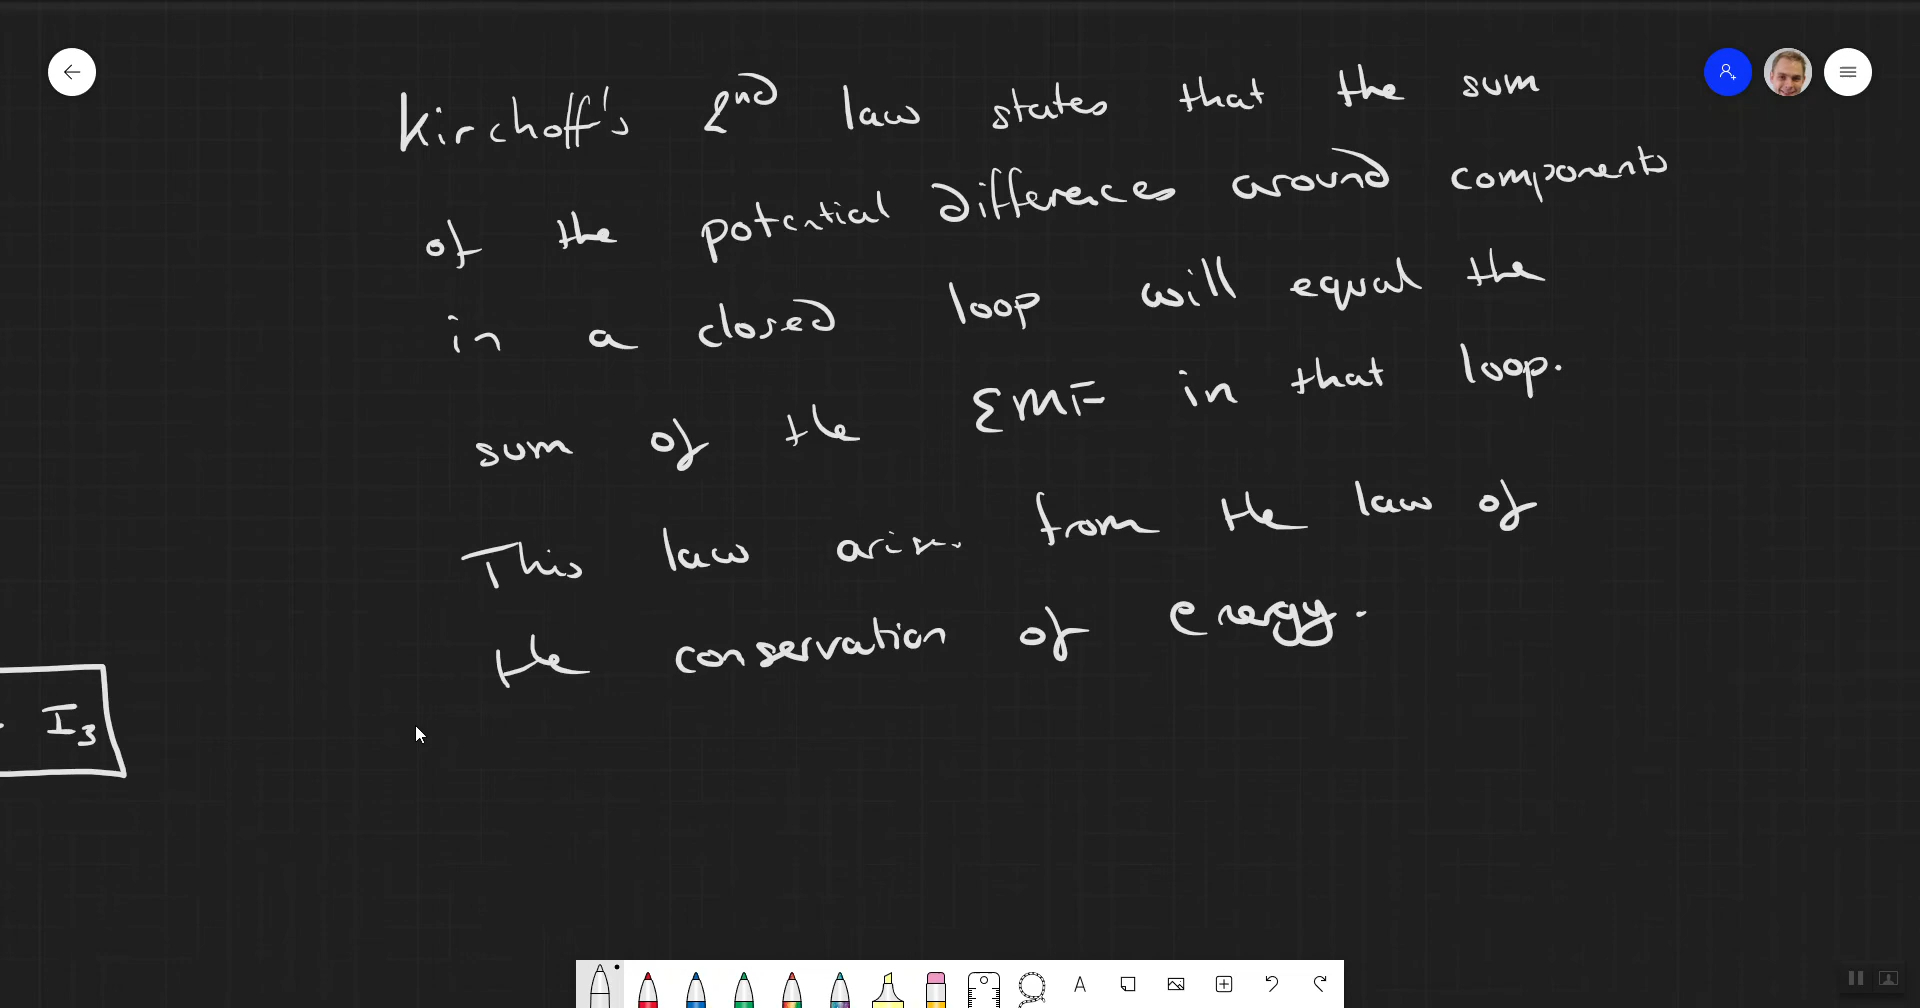 Kirchoff's 2nd law states that the sum
of the potential differences around components
in a closed loop will equal the
sum of the EMF in that loop.
This law arises from the law of
the conservation of energy.
I₃
A